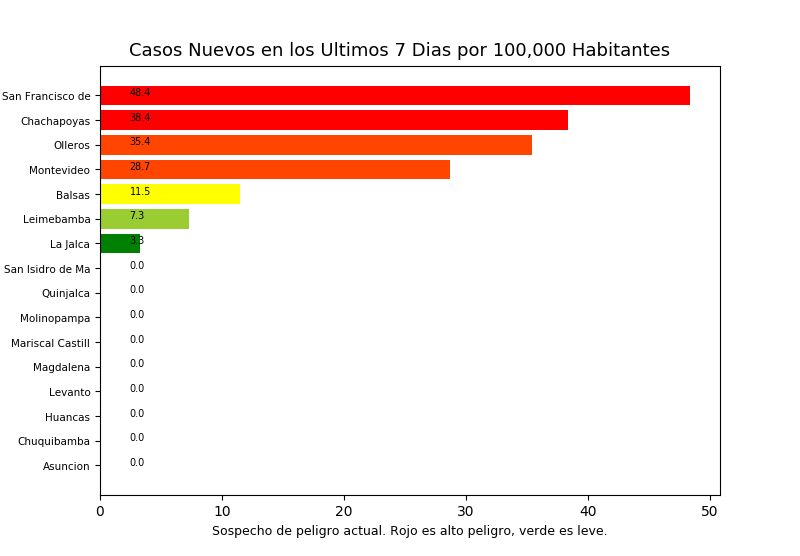 Casos Nuevos en los Ultimos 7 Dias por 100,000 Habitantes
San Francisco de 48.4
Chachapoyas 38.4
Olleros 35.4
Montevideo 28.7
Balsas 11.5
Leimebamba 7.3
La Jalca 3.3
San Isidro de Ma 0.0
Quinjalca 0.0
Molinopampa 0.0
Mariscal Castill 0.0
Magdalena 0.0
Levanto 0.0
Huancas 0.0
Chuquibamba 0.0
Asuncion 0.0
0 10 20 30 40 50
Sospecho de peligro actual. Rojo es alto peligro, verde es leve.